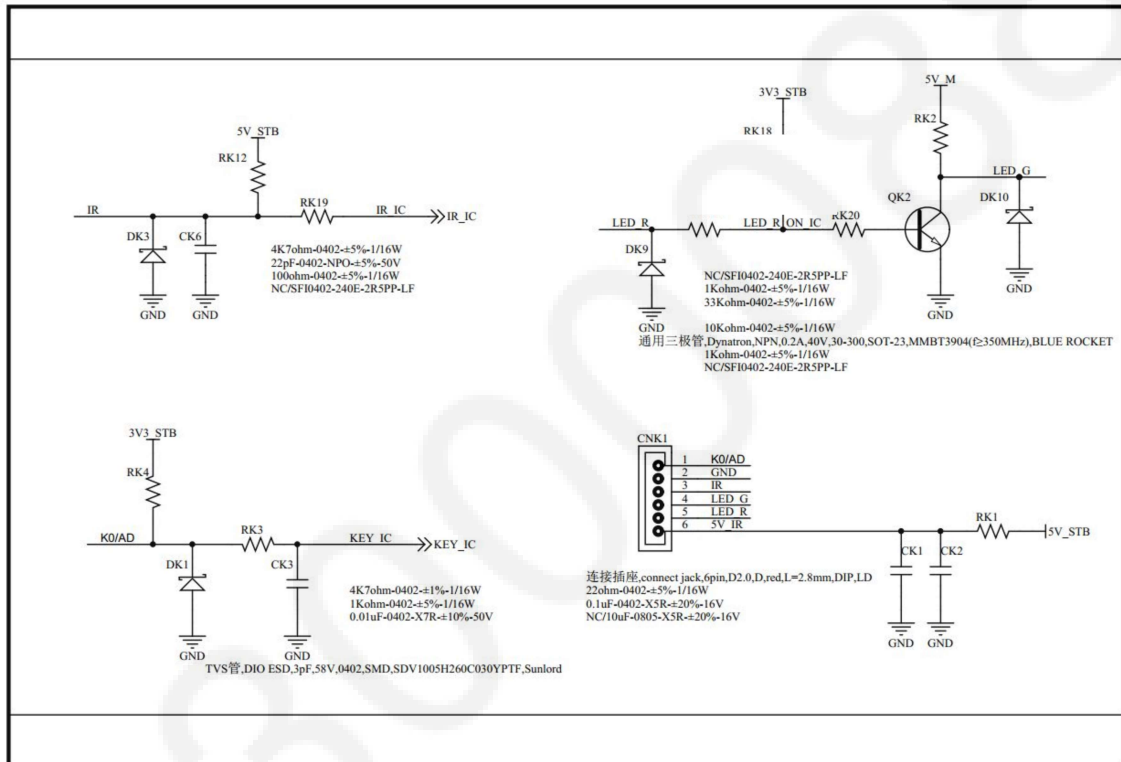 5V_STB
RK12
RK19
IR
IR_IC
IR_IC
DK3
CK6
4K7ohm-0402-±5%-1/16W
22pF-0402-NPO-±5%-50V
100ohm-0402-±5%-1/16W
NC/SFI0402-240E-2R5PP-LF
GND
GND
5V_M
3V3_STB
RK2
RK18
LED_G
QK2
DK10
LED_R
LED_R_ON_IC
RK20
DK9
NC/SFI0402-240E-2R5PP-LF
1Kohm-0402-±5%-1/16W
33Kohm-0402-±5%-1/16W
GND
GND
GND
10Kohm-0402-±5%-1/16W
通用三极管,Dynatron,NPN,0.2A,40V,30-300,SOT-23,MMBT3904(f≥350MHz),BLUE ROCKET
1Kohm-0402-±5%-1/16W
NC/SFI0402-240E-2R5PP-LF
3V3_STB
RK4
K0/AD
RK3
KEY_IC
KEY_IC
DK1
CK3
4K7ohm-0402-±1%-1/16W
1Kohm-0402-±5%-1/16W
0.01uF-0402-X7R-±10%-50V
GND
GND
TVS管,DIO ESD,3pF,58V,0402,SMD,SDV1005H260C030YPTF,Sunlord
CNK1
1 K0/AD
2 GND
3 IR
4 LED_G
5 LED_R
6 5V_IR
RK1
5V_STB
CK1
CK2
连接插座,connect jack,6pin,D2.0,D,red,L=2.8mm,DIP,LD
22ohm-0402-±5%-1/16W
0.1uF-0402-X5R-±20%-16V
NC/10uF-0805-X5R-±20%-16V
GND
GND